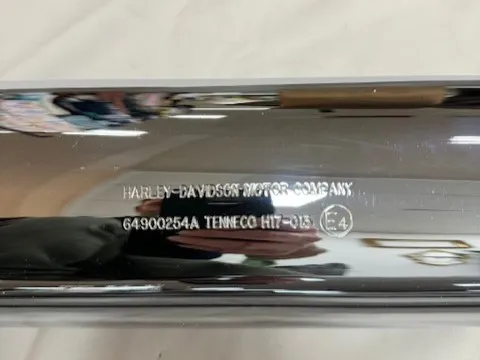 HARLEY-DAVIDSON MOTOR COMPANY
64900254A TENNECO H17-013 E4